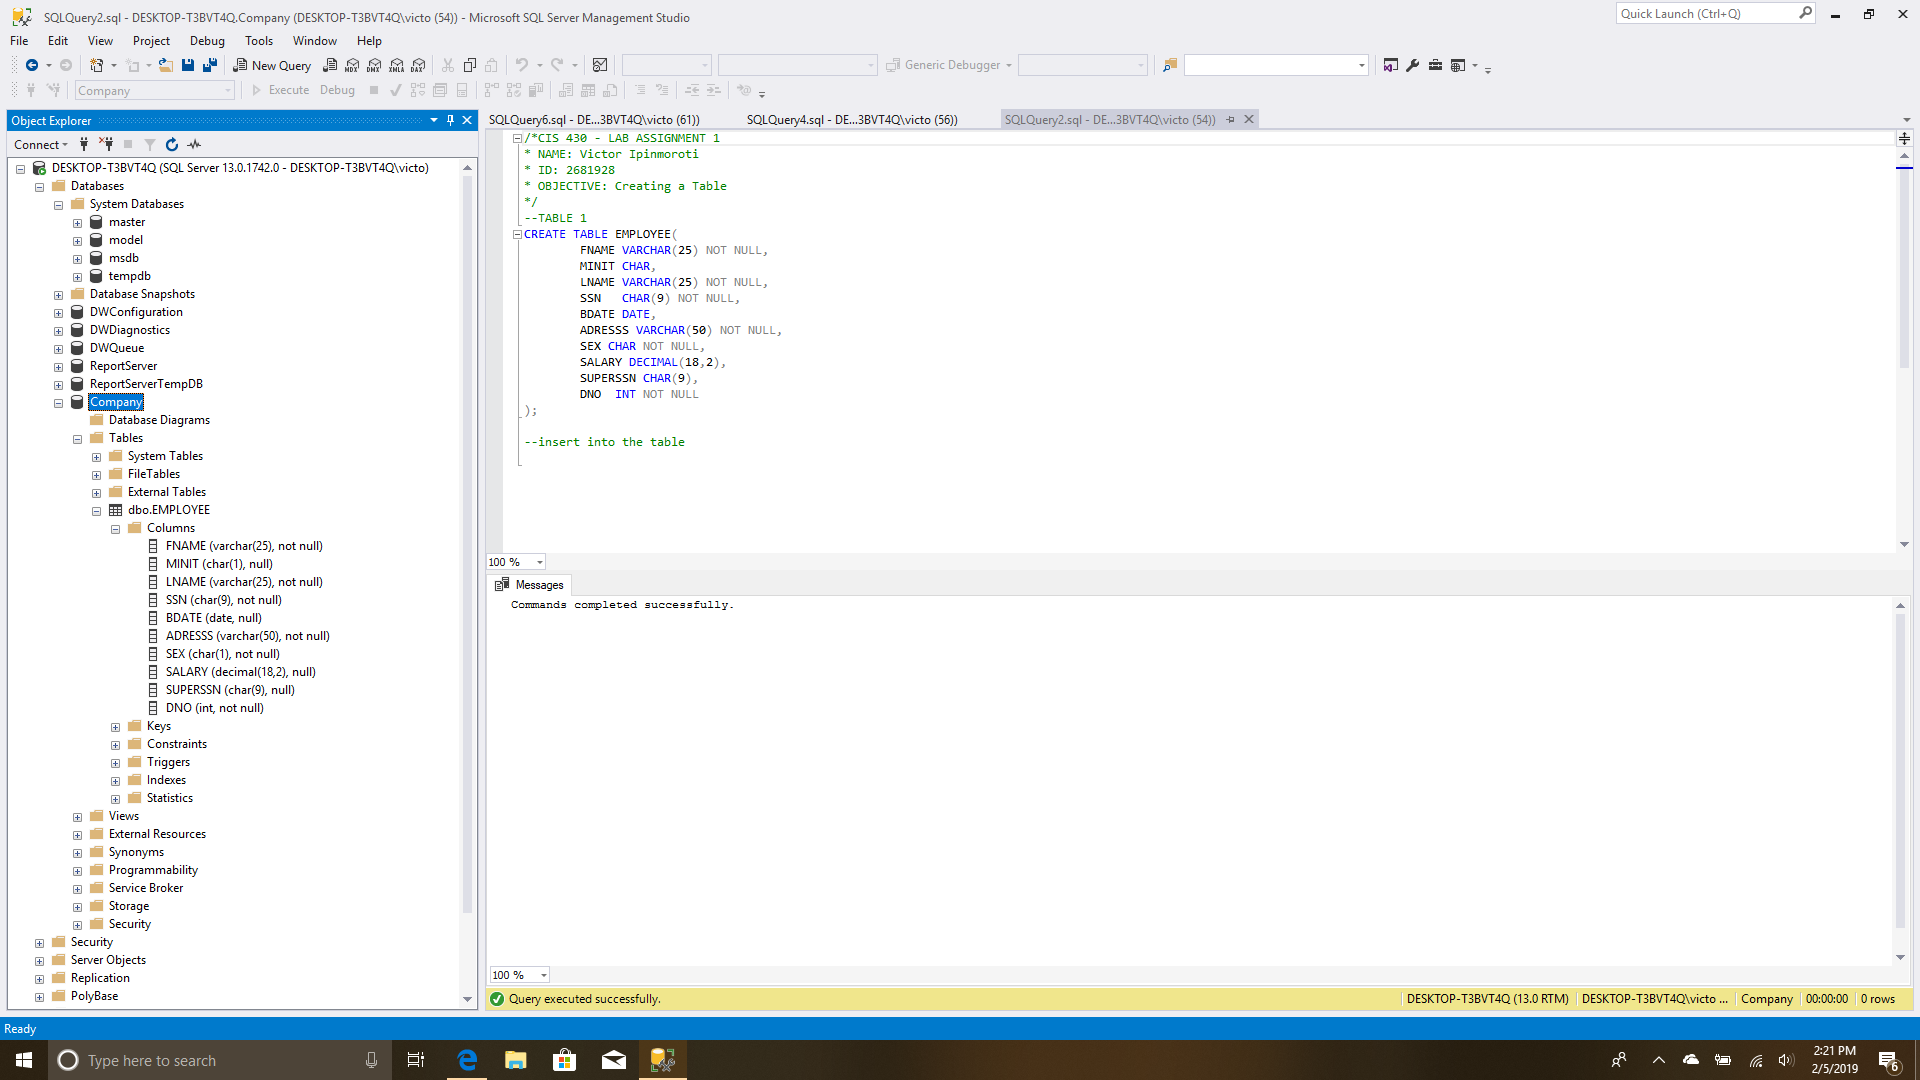 SQLQuery2.sql - DESKTOP-T3BVT4Q.Company (DESKTOP-T3BVT4Q\victo (54)) - Microsoft SQL Server Management Studio
Quick Launch (Ctrl+Q)
File Edit View Project Debug Tools Window Help
New Query MDX DMX XMLA DAX Generic Debugger
Company Execute Debug
Object Explorer
Connect
DESKTOP-T3BVT4Q (SQL Server 13.0.1742.0 - DESKTOP-T3BVT4Q\victo)
Databases
System Databases
master
model
msdb
tempdb
Database Snapshots
DWConfiguration
DWDiagnostics
DWQueue
ReportServer
ReportServerTempDB
Company
Database Diagrams
Tables
System Tables
FileTables
External Tables
dbo.EMPLOYEE
Columns
FNAME (varchar(25), not null)
MINIT (char(1), null)
LNAME (varchar(25), not null)
SSN (char(9), not null)
BDATE (date, null)
ADRESSS (varchar(50), not null)
SEX (char(1), not null)
SALARY (decimal(18,2), null)
SUPERSSN (char(9), null)
DNO (int, not null)
Keys
Constraints
Triggers
Indexes
Statistics
Views
External Resources
Synonyms
Programmability
Service Broker
Storage
Security
Security
Server Objects
Replication
PolyBase
SQLQuery6.sql - DE...3BVT4Q\victo (61)) SQLQuery4.sql - DE...3BVT4Q\victo (56)) SQLQuery2.sql - DE...3BVT4Q\victo (54))
/*CIS 430 - LAB ASSIGNMENT 1
* NAME: Victor Ipinmoroti
* ID: 2681928
* OBJECTIVE: Creating a Table
*/
--TABLE 1
CREATE TABLE EMPLOYEE(
FNAME VARCHAR(25) NOT NULL,
MINIT CHAR,
LNAME VARCHAR(25) NOT NULL,
SSN   CHAR(9) NOT NULL,
BDATE DATE,
ADRESSS VARCHAR(50) NOT NULL,
SEX CHAR NOT NULL,
SALARY DECIMAL(18,2),
SUPERSSN CHAR(9),
DNO  INT NOT NULL
);
--insert into the table
100 %
Messages
Commands completed successfully.
100 %
Query executed successfully. DESKTOP-T3BVT4Q (13.0 RTM) DESKTOP-T3BVT4Q\victo ... Company 00:00:00 0 rows
Ready
Type here to search
2:21 PM
2/5/2019
6